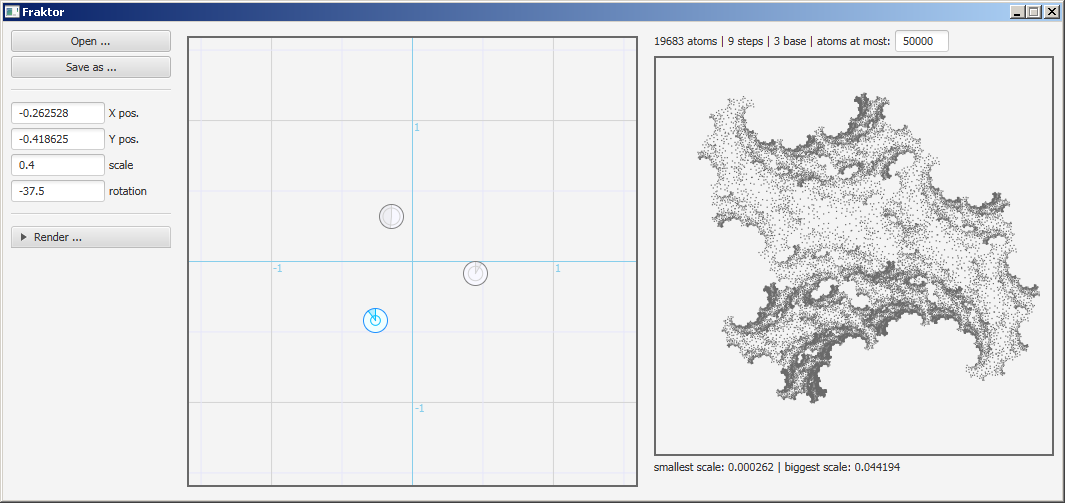 Fraktor
Open ...
Save as ...
-0.262528 X pos.
-0.418625 Y pos.
0.4 scale
-37.5 rotation
Render ...
1
-1
1
-1
19683 atoms | 9 steps | 3 base | atoms at most: 50000
smallest scale: 0.000262 | biggest scale: 0.044194